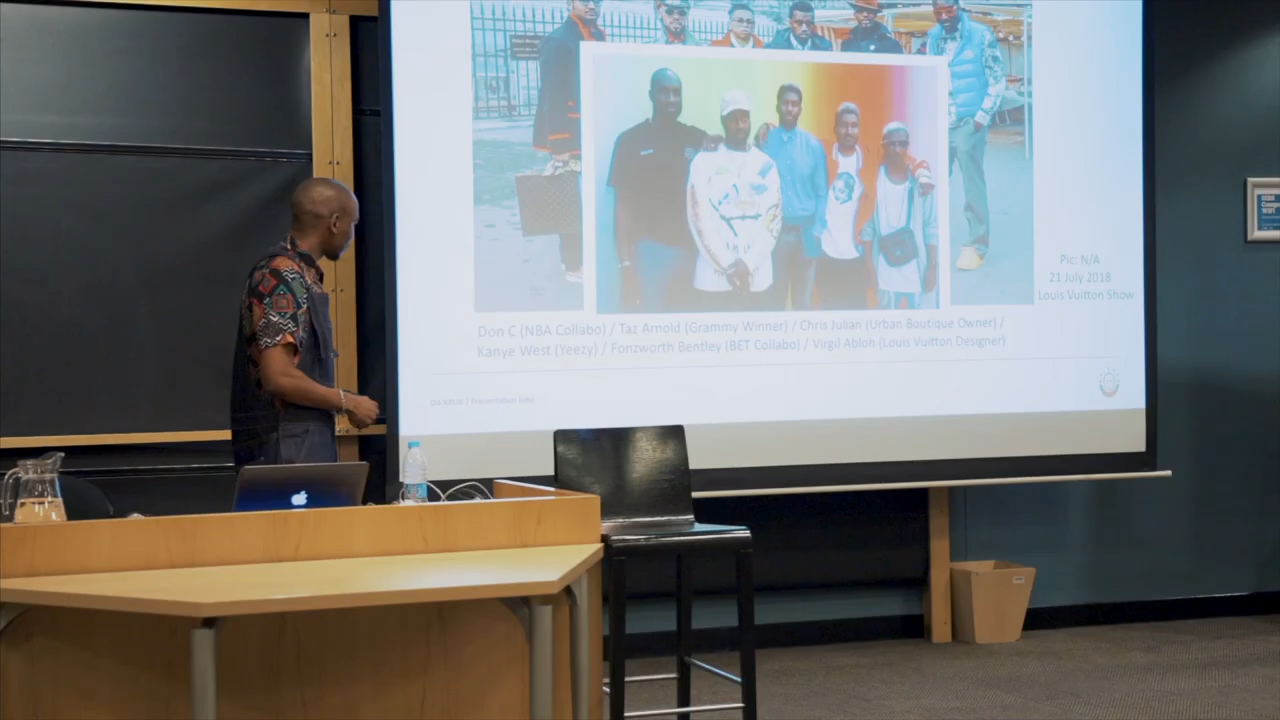 Pic: N/A
21 July 2018
Louis Vuitton Show
Don C (NBA Collabo) / Taz Arnold (Grammy Winner) / Chris Julian (Urban Boutique Owner) /
Kanye West (Yeezy) / Fonzworth Bentley (BET Collabo) / Virgil Abloh (Louis Vuitton Designer)